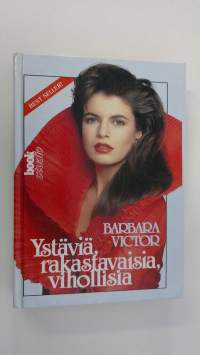 BEST SELLER!
book
studio
BARBARA
VICTOR
Ystäviä,
rakastavaisia,
vihollisia